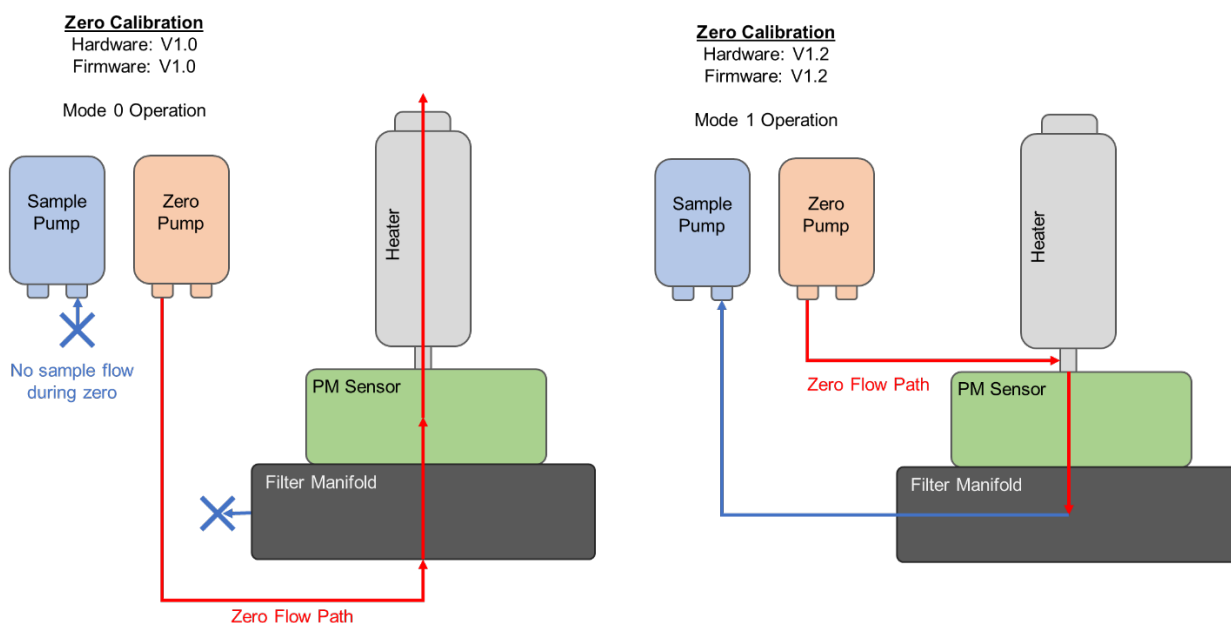 Zero Calibration
Hardware: V1.0
Firmware: V1.0
Mode 0 Operation
Sample
Pump
Zero
Pump
Heater
No sample flow
during zero
PM Sensor
Filter Manifold
Zero Flow Path
Zero Calibration
Hardware: V1.2
Firmware: V1.2
Mode 1 Operation
Sample
Pump
Zero
Pump
Heater
Zero Flow Path
PM Sensor
Filter Manifold